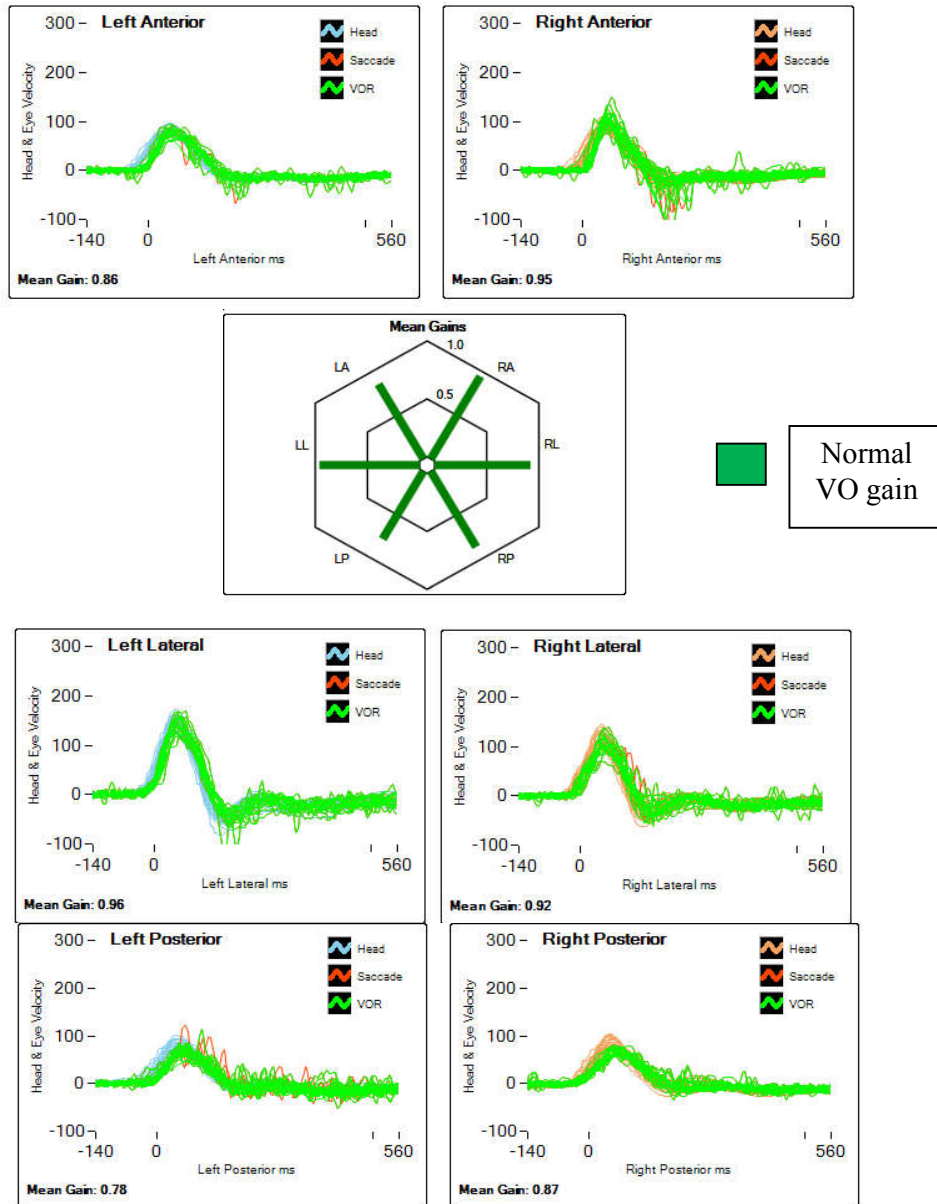 Left Anterior
300
200
100
0
-100
-140
0
560
Head & Eye Velocity
Head
Saccade
VOR
Left Anterior ms
Mean Gain: 0.86
Right Anterior
300
200
100
0
-100
-140
0
560
Head & Eye Velocity
Head
Saccade
VOR
Right Anterior ms
Mean Gain: 0.95
Mean Gains
1.0
LA
RA
0.5
LL
RL
LP
RP
Normal
VO gain
Left Lateral
300
200
100
0
-100
-140
0
560
Head & Eye Velocity
Head
Saccade
VOR
Left Lateral ms
Mean Gain: 0.96
Right Lateral
300
200
100
0
-100
-140
0
560
Head & Eye Velocity
Head
Saccade
VOR
Right Lateral ms
Mean Gain: 0.92
Left Posterior
300
200
100
0
-100
-140
0
560
Head & Eye Velocity
Head
Saccade
VOR
Left Posterior ms
Mean Gain: 0.78
Right Posterior
300
200
100
0
-100
-140
0
560
Head & Eye Velocity
Head
Saccade
VOR
Right Posterior ms
Mean Gain: 0.87